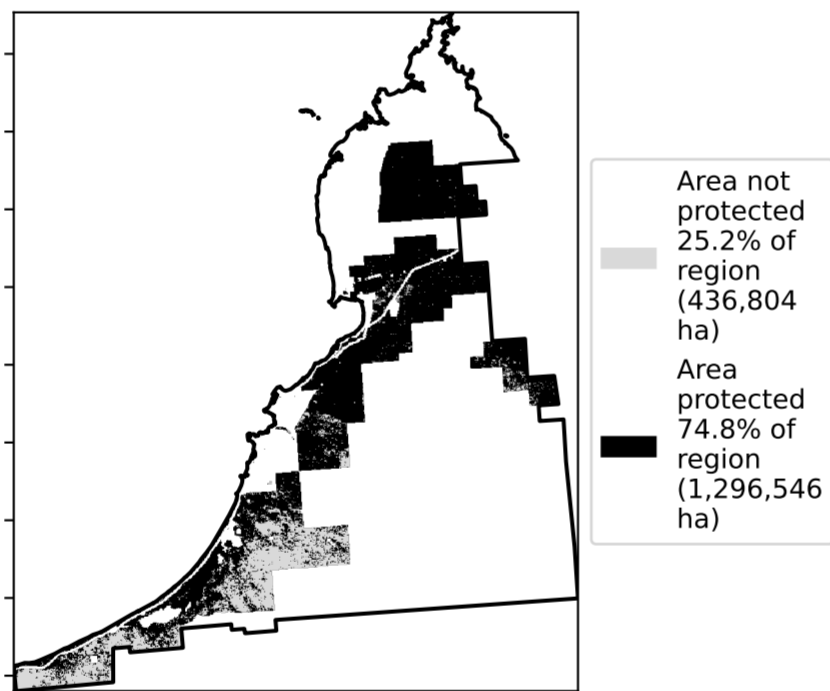 Area not
protected
25.2% of
region
(436,804
ha)
Area
protected
74.8% of
region
(1,296,546
ha)